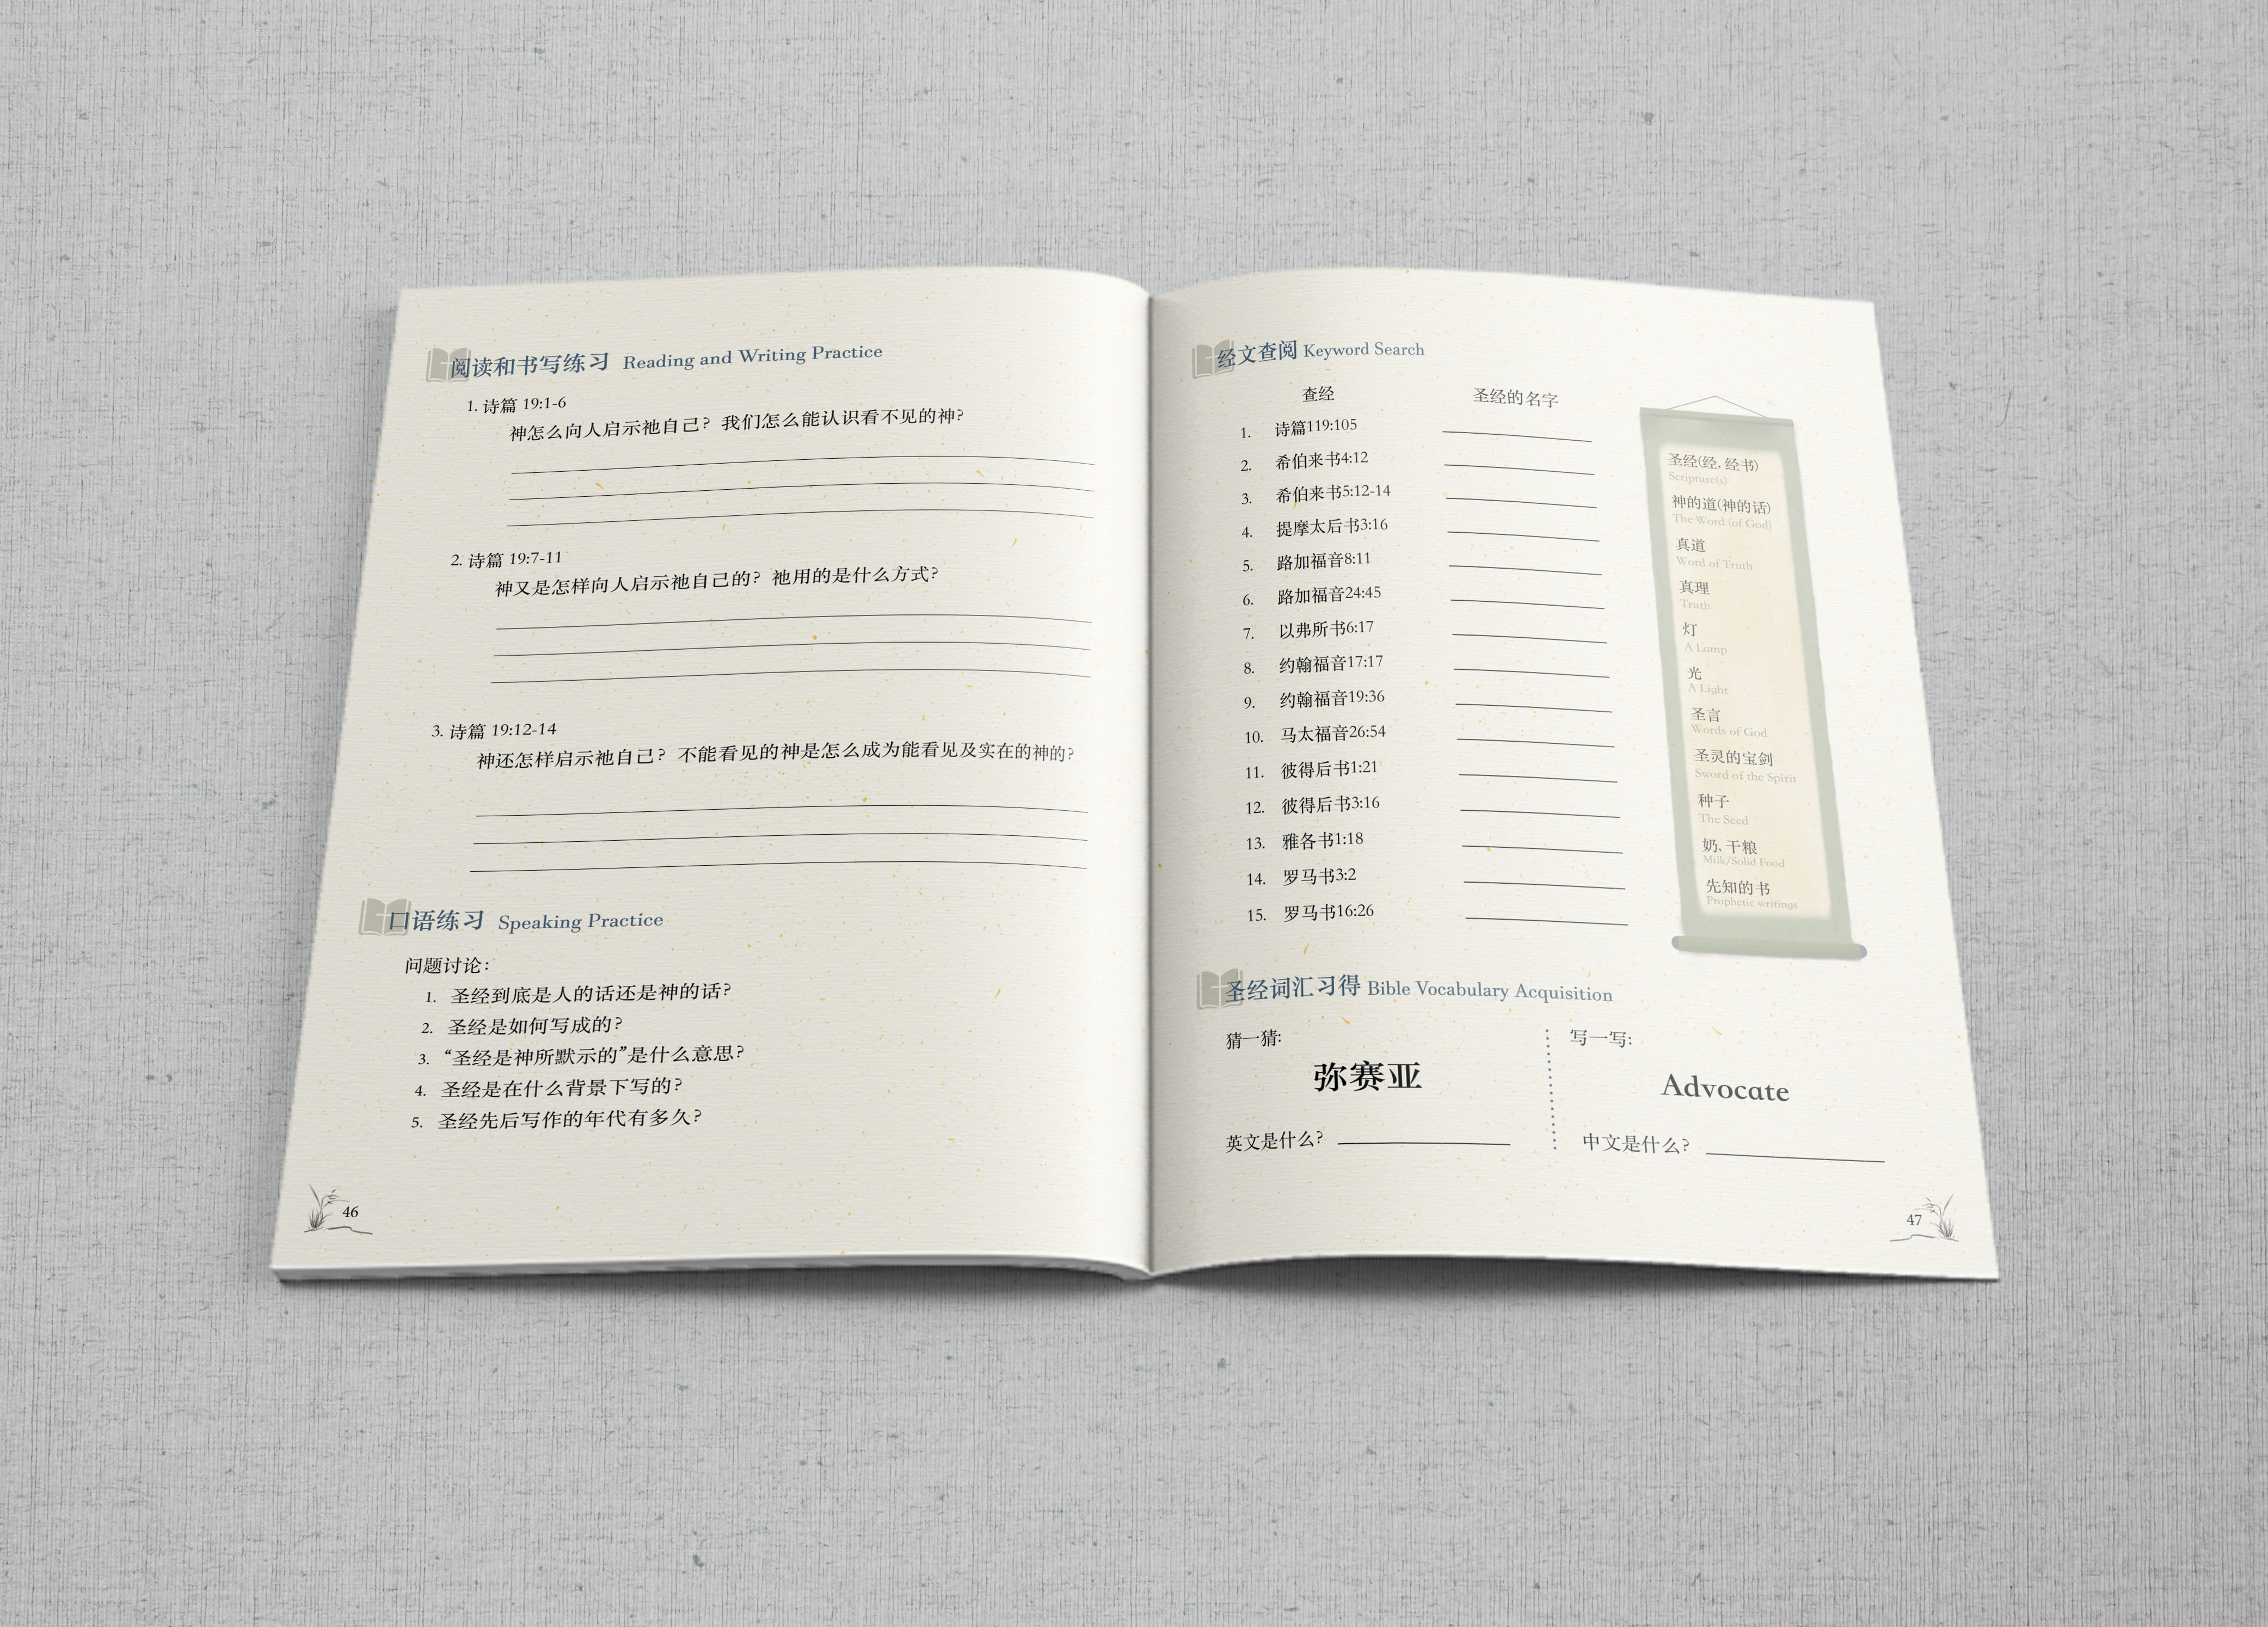 阅读和书写练习 Reading and Writing Practice
1. 诗篇 19:1-6
神怎么向人启示祂自己？ 我们怎么能认识看不见的神？
2. 诗篇 19:7-11
神又是怎样向人启示祂自己的？ 祂用的是什么方式？
3. 诗篇 19:12-14
神还怎样启示祂自己？ 不能看见的神是怎么成为能看见及实在的神的？
口语练习 Speaking Practice
问题讨论：
1. 圣经到底是人的话还是神的话？
2. 圣经是如何写成的？
3. “圣经是神所默示的”是什么意思？
4. 圣经是在什么背景下写的？
5. 圣经先后写作的年代有多久？
46
经文查阅 Keyword Search
查经 圣经的名字
1. 诗篇119:105
2. 希伯来书4:12
3. 希伯来书5:12-14
4. 提摩太后书3:16
5. 路加福音8:11
6. 路加福音24:45
7. 以弗所书6:17
8. 约翰福音17:17
9. 约翰福音19:36
10. 马太福音26:54
11. 彼得后书1:21
12. 彼得后书3:16
13. 雅各书1:18
14. 罗马书3:2
15. 罗马书16:26
圣经(经, 经书)
Scripture(s)
神的道(神的话)
The Word (of God)
真道
Word of Truth
真理
Truth
灯
A Lamp
光
A Light
圣言
Words of God
圣灵的宝剑
Sword of the Spirit
种子
The Seed
奶, 干粮
Milk/Solid Food
先知的书
Prophetic writings
圣经词汇习得 Bible Vocabulary Acquisition
猜一猜:
弥赛亚
英文是什么？
写一写:
Advocate
中文是什么？
47